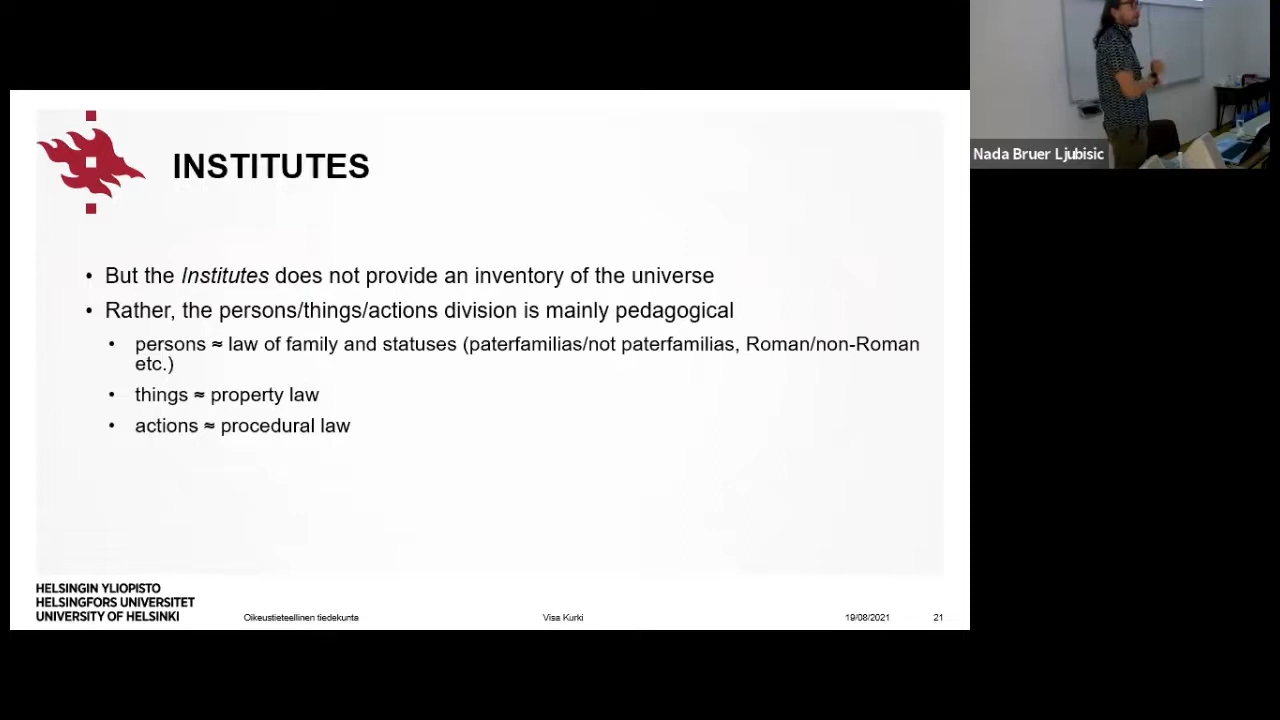 INSTITUTES
• But the Institutes does not provide an inventory of the universe
• Rather, the persons/things/actions division is mainly pedagogical
• persons ≈ law of family and statuses (paterfamilias/not paterfamilias, Roman/non-Roman
etc.)
• things ≈ property law
• actions ≈ procedural law
HELSINGIN YLIOPISTO
HELSINGFORS UNIVERSITET
UNIVERSITY OF HELSINKI
Oikeustieteellinen tiedekunta
Visa Kurki
19/08/2021
21
Nada Bruer Ljubisic